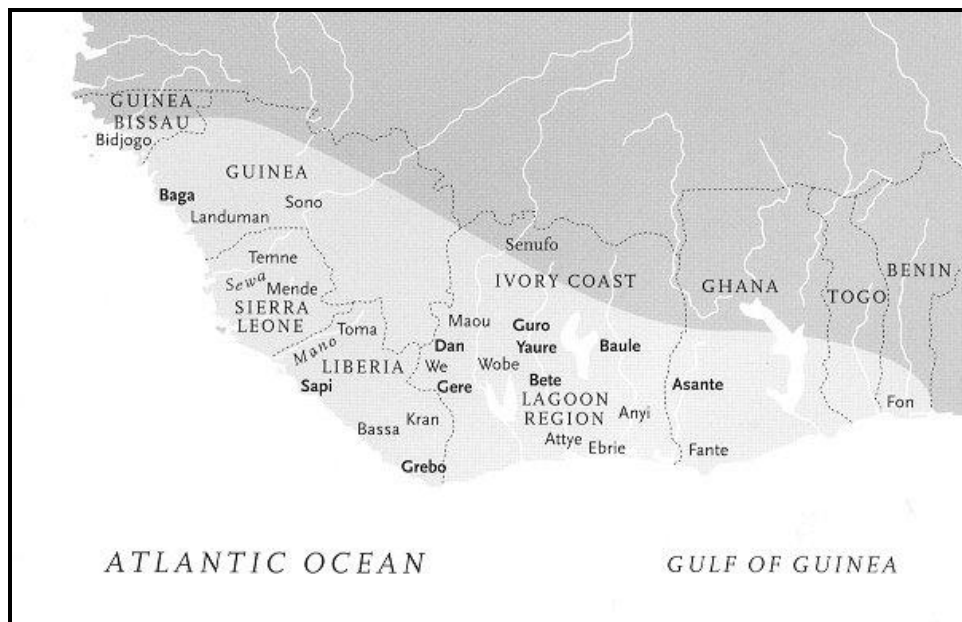 GUINEA
BISSAU
Bidjogo
GUINEA
Baga
Sono
Landuman
Temne
Sewa
Mende
SIERRA
LEONE
Toma
Mano
LIBERIA
Sapi
Bassa
Kran
Grebo
Senufo
IVORY COAST
Maou
Guro
Dan
Yaure
Baule
We
Wobe
Gere
Bete
LAGOON
REGION
Anyi
Attye
Ebrie
GHANA
Asante
Fante
TOGO
BENIN
Fon
ATLANTIC OCEAN
GULF OF GUINEA